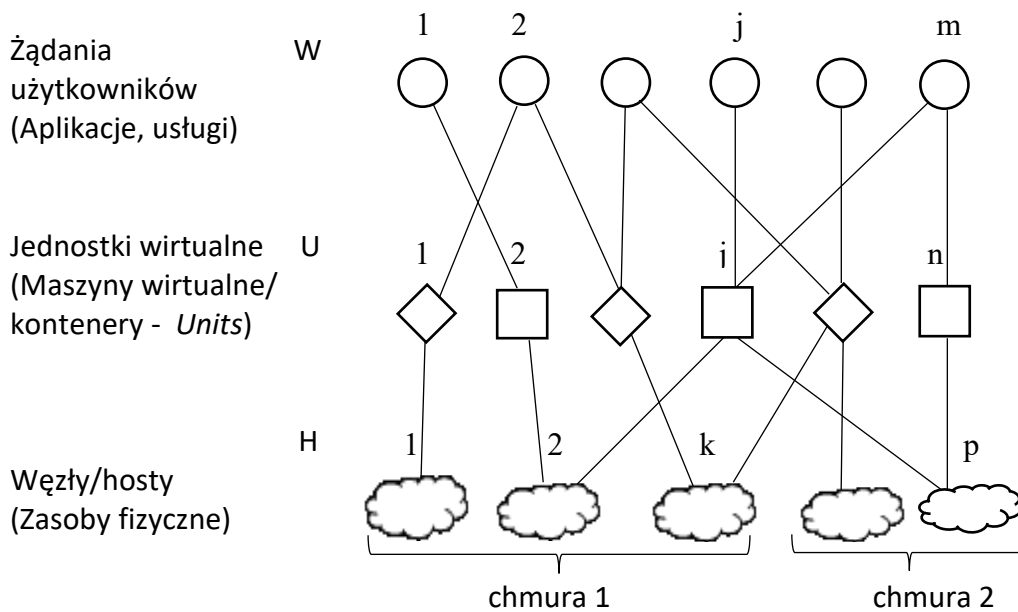 1 2 j m
Żądania W
użytkowników
(Aplikacje, usługi)
Jednostki wirtualne U 1 2 j n
(Maszyny wirtualne/
kontenery - Units)
H 1 2 k p
Węzły/hosty
(Zasoby fizyczne)
chmura 1 chmura 2